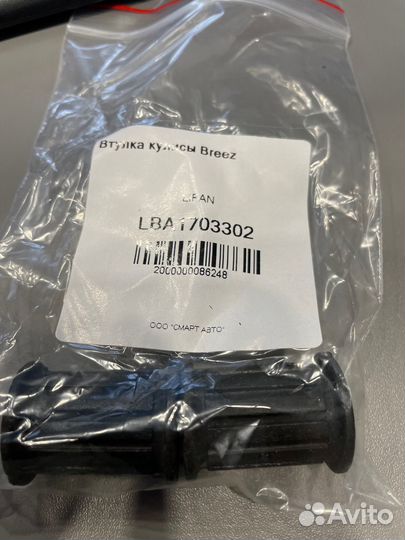 Втулка кулисы Breez
LIFAN
LBA1703302
2000000086248
ООО "СМАРТ АВТО"
Avito